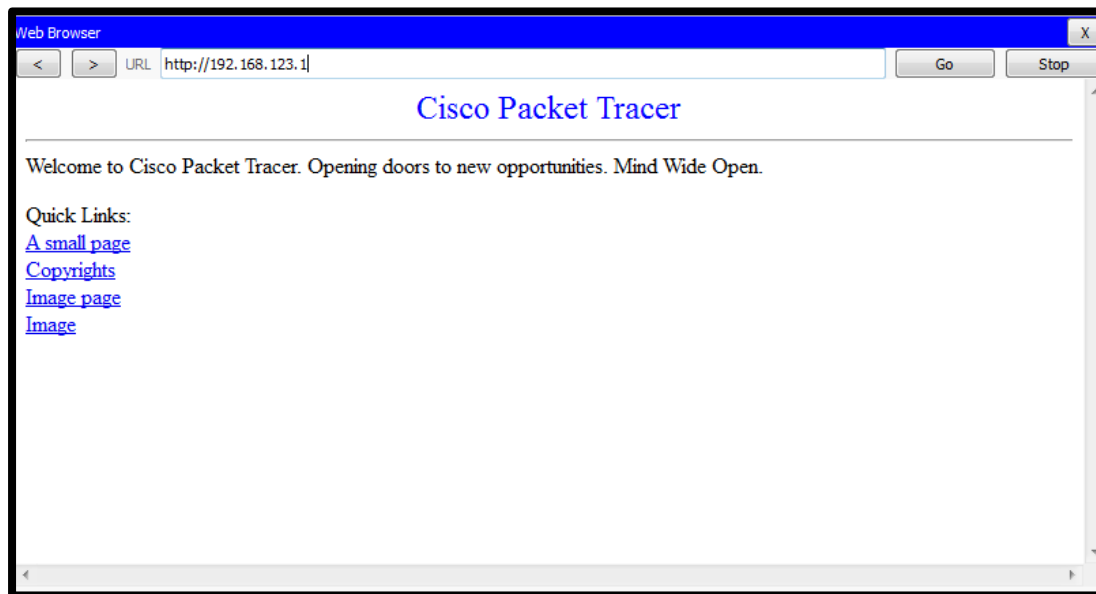 Web Browser
X
< > URL http://192.168.123.1 Go Stop
Cisco Packet Tracer
Welcome to Cisco Packet Tracer. Opening doors to new opportunities. Mind Wide Open.
Quick Links:
A small page
Copyrights
Image page
Image